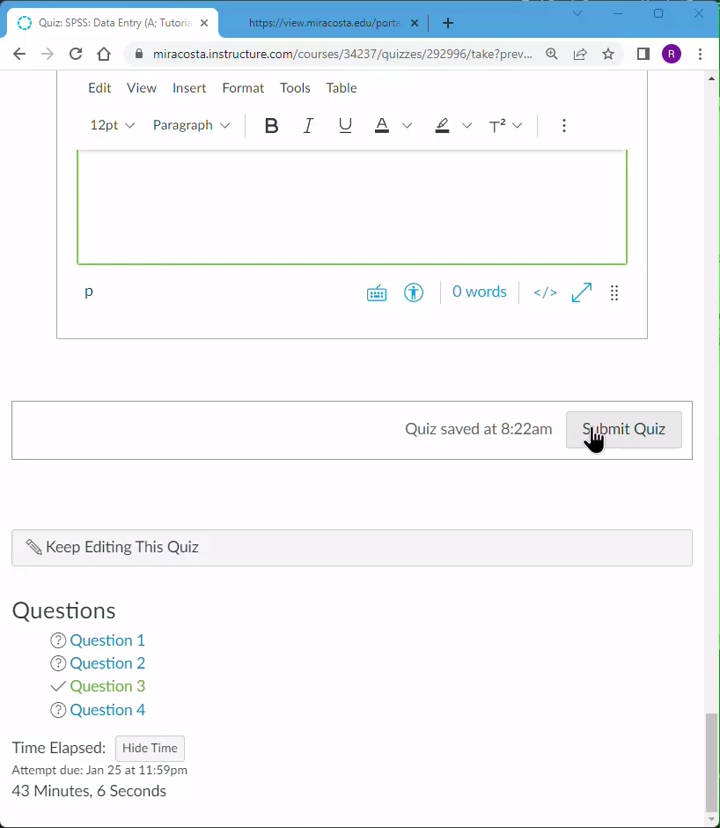 Quiz: SPSS: Data Entry (A; Tutoria
https://view.miracosta.edu/porta
miracosta.instructure.com/courses/34237/quizzes/292996/take?prev...
R
Edit View Insert Format Tools Table
12pt Paragraph B I U A T²
p 0 words </>
Quiz saved at 8:22am Submit Quiz
Keep Editing This Quiz
Questions
Question 1
Question 2
Question 3
Question 4
Time Elapsed: Hide Time
Attempt due: Jan 25 at 11:59pm
43 Minutes, 6 Seconds